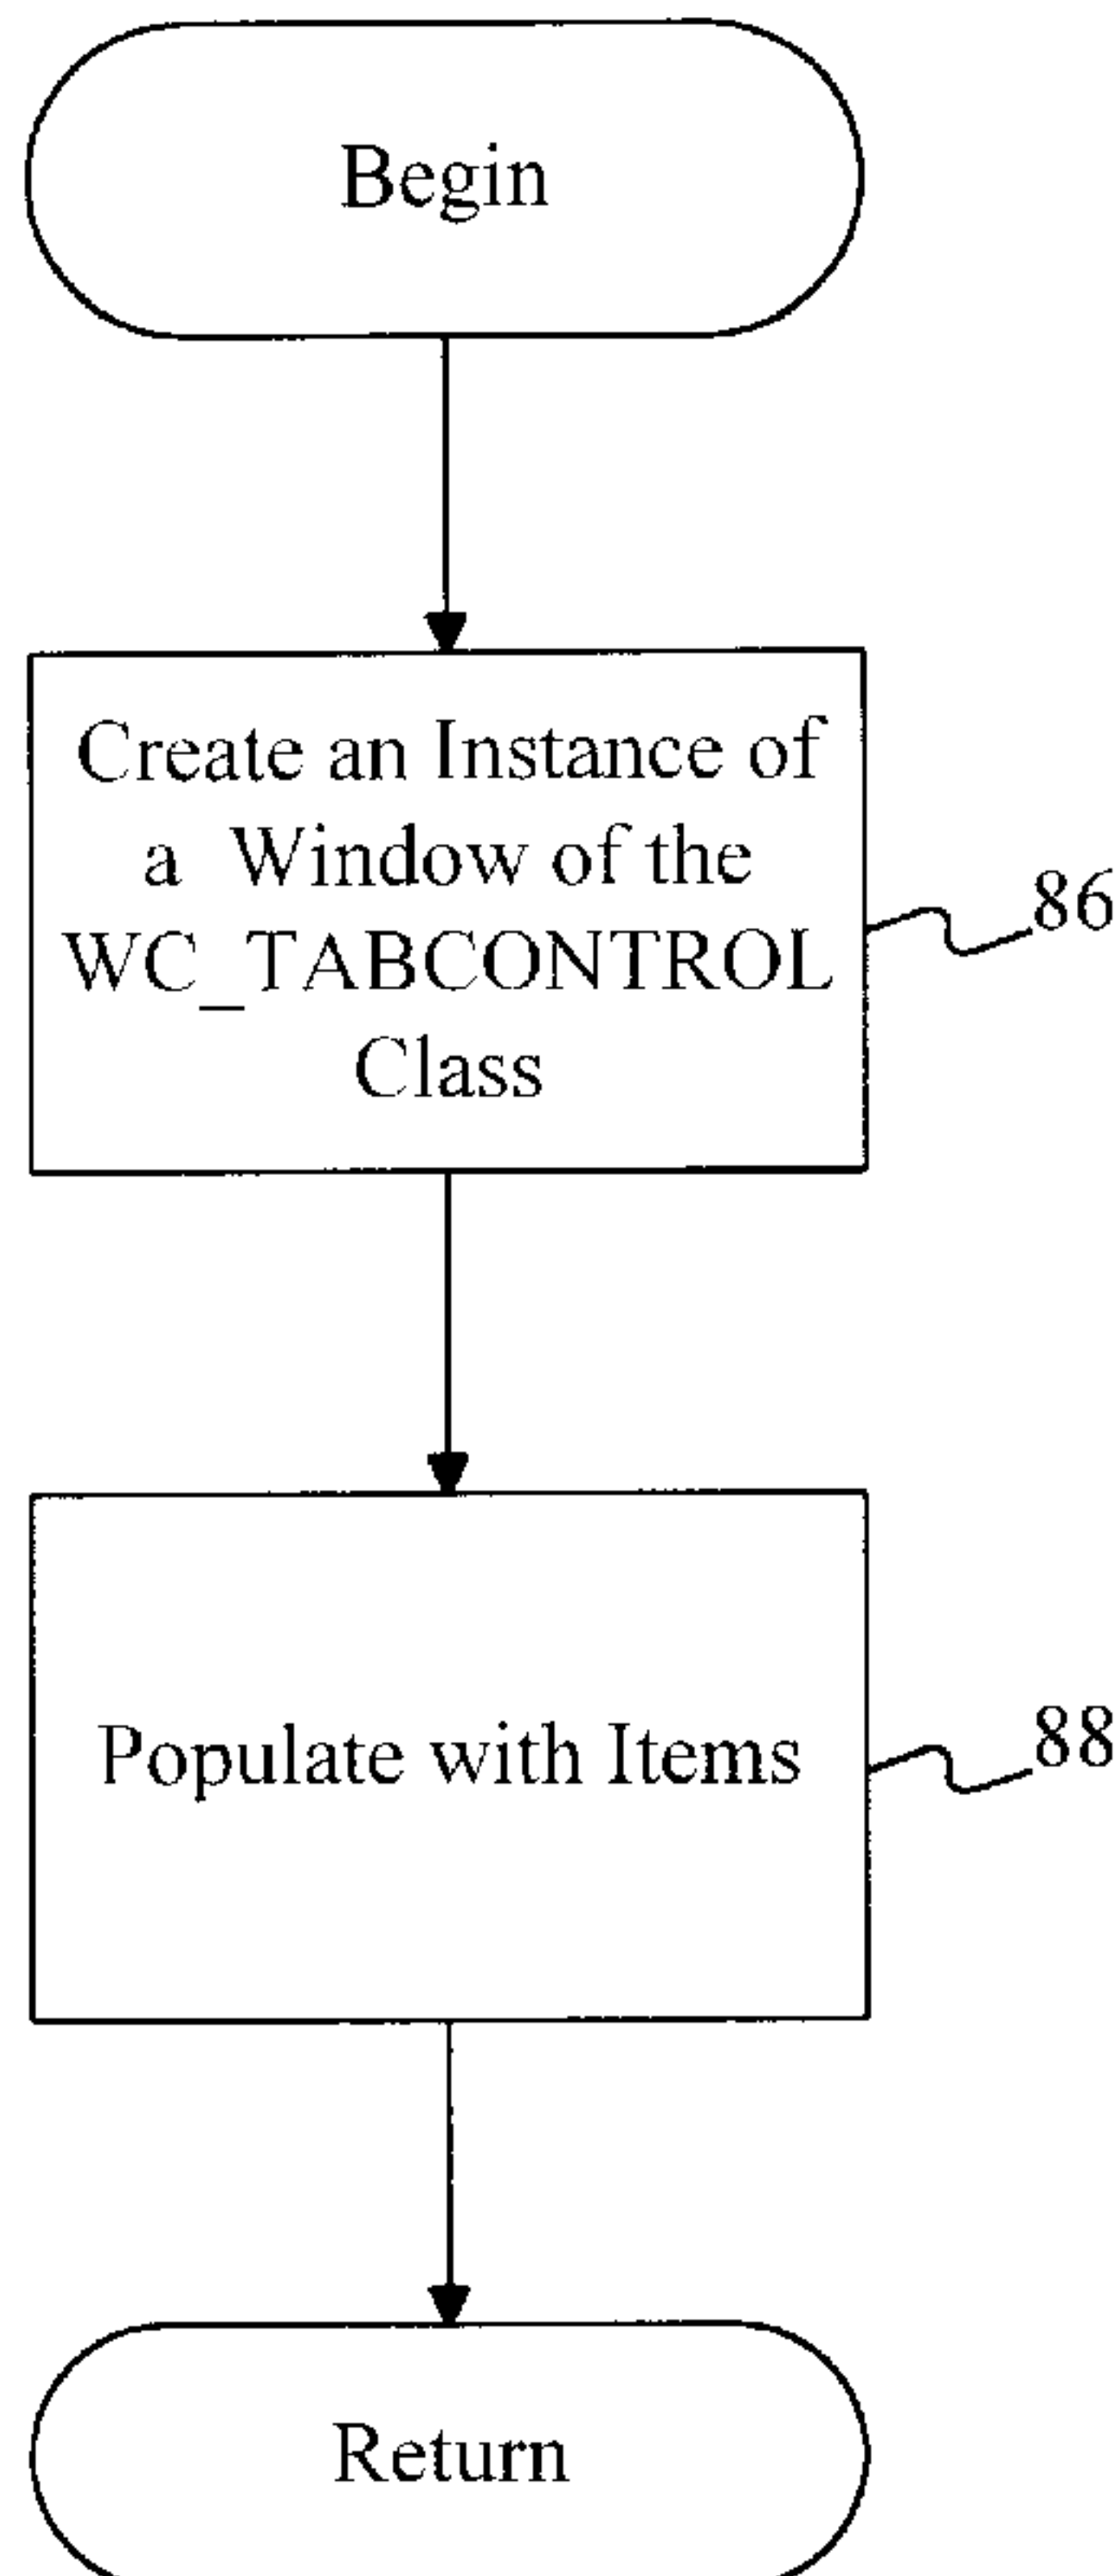 Begin
Create an Instance of
a Window of the
WC_TABCONTROL
Class
86
Populate with Items
88
Return